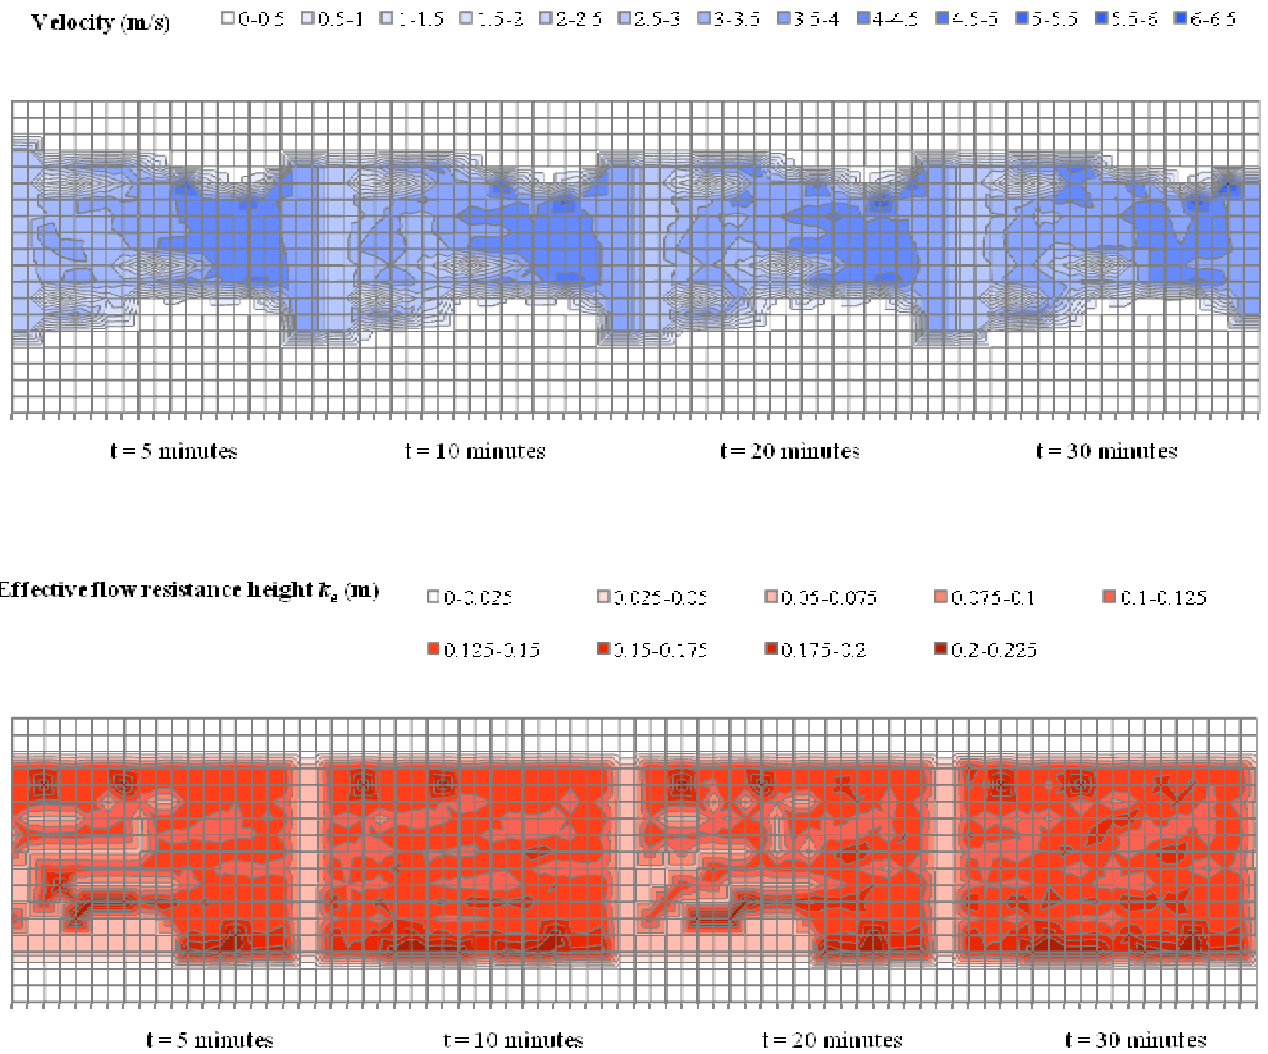 Velocity (m/s) 0-0.5 0.5-1 1-1.5 1.5-2 2-2.5 2.5-3 3-3.5 3.5-4 4-4.5 4.5-5 5-5.5 5.5-6 6-6.5
t = 5 minutes t = 10 minutes t = 20 minutes t = 30 minutes
Effective flow resistance height kₑ (m) 0-0.025 0.025-0.05 0.05-0.075 0.075-0.1 0.1-0.125
0.125-0.15 0.15-0.175 0.175-0.2 0.2-0.225
t = 5 minutes t = 10 minutes t = 20 minutes t = 30 minutes